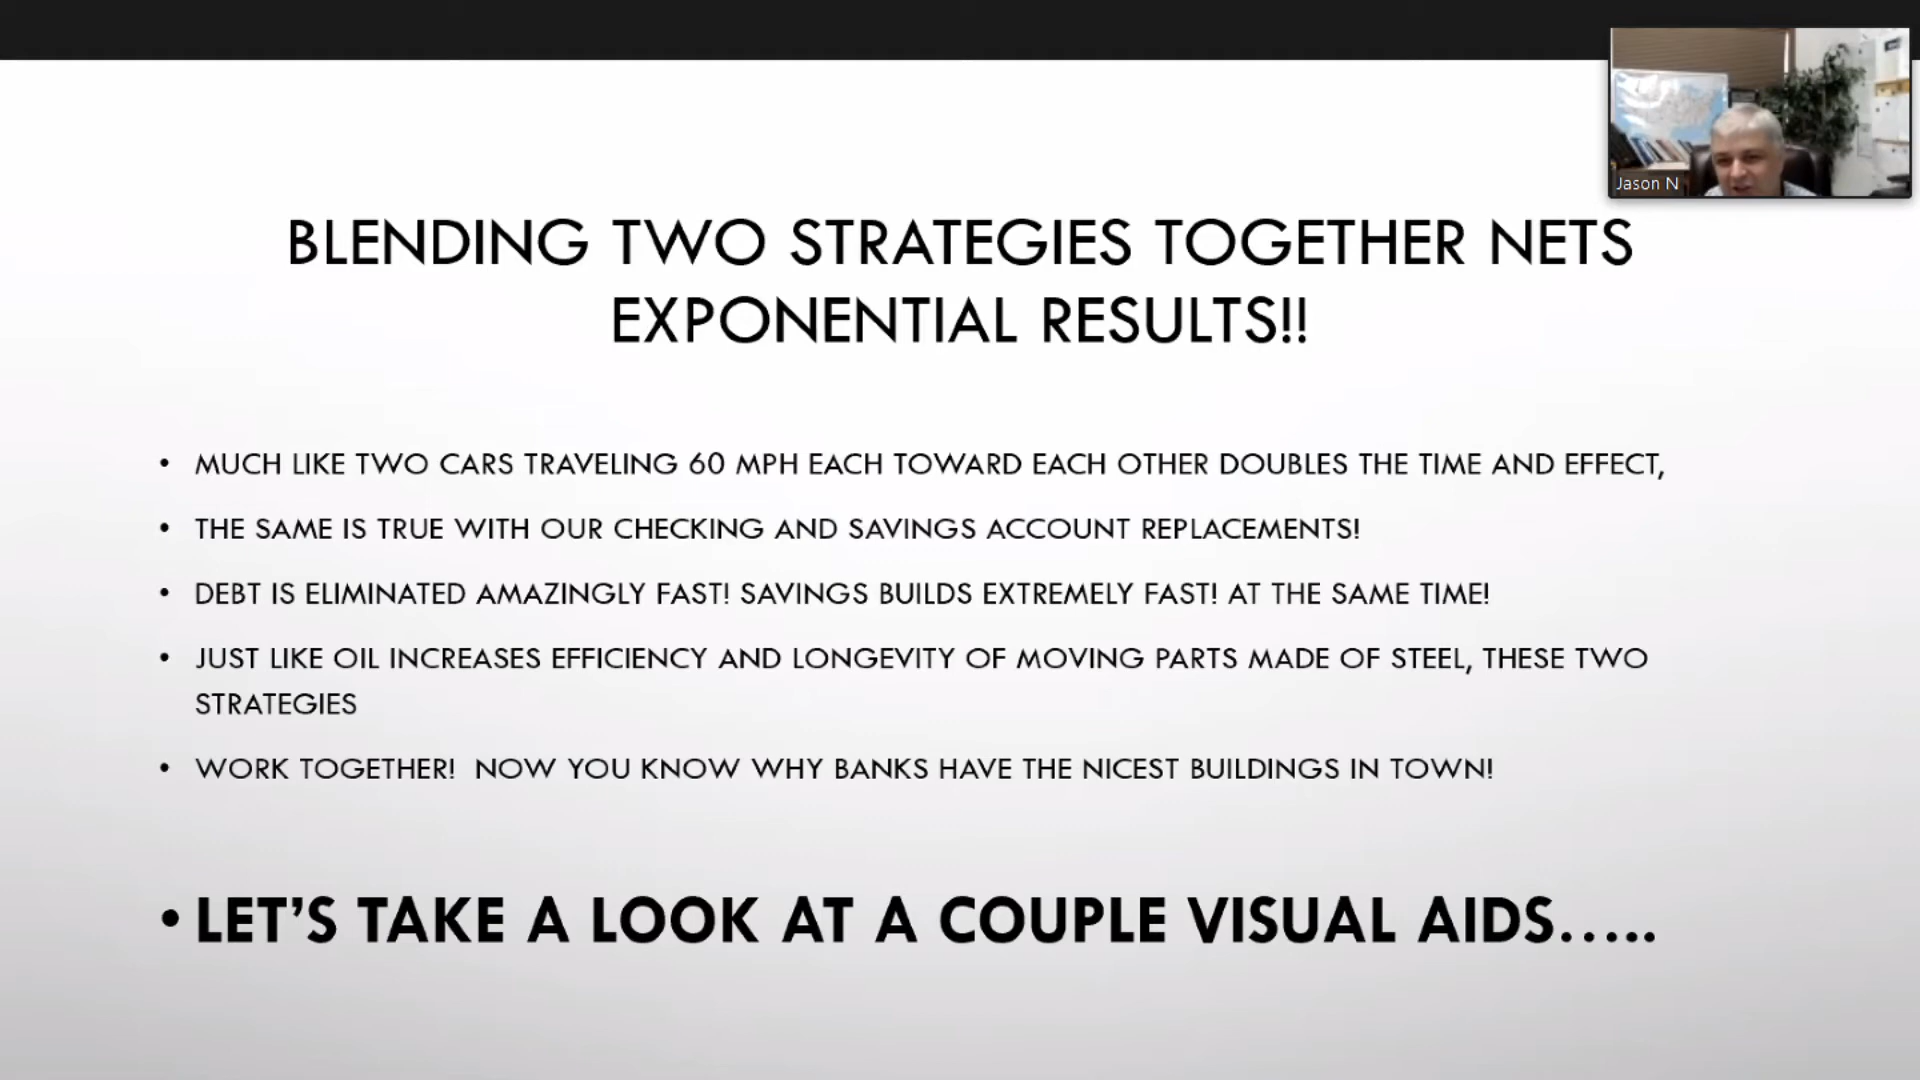 Jason N
BLENDING TWO STRATEGIES TOGETHER NETS
EXPONENTIAL RESULTS!!
• MUCH LIKE TWO CARS TRAVELING 60 MPH EACH TOWARD EACH OTHER DOUBLES THE TIME AND EFFECT,
• THE SAME IS TRUE WITH OUR CHECKING AND SAVINGS ACCOUNT REPLACEMENTS!
• DEBT IS ELIMINATED AMAZINGLY FAST! SAVINGS BUILDS EXTREMELY FAST! AT THE SAME TIME!
• JUST LIKE OIL INCREASES EFFICIENCY AND LONGEVITY OF MOVING PARTS MADE OF STEEL, THESE TWO
STRATEGIES
• WORK TOGETHER!  NOW YOU KNOW WHY BANKS HAVE THE NICEST BUILDINGS IN TOWN!
• LET’S TAKE A LOOK AT A COUPLE VISUAL AIDS…..